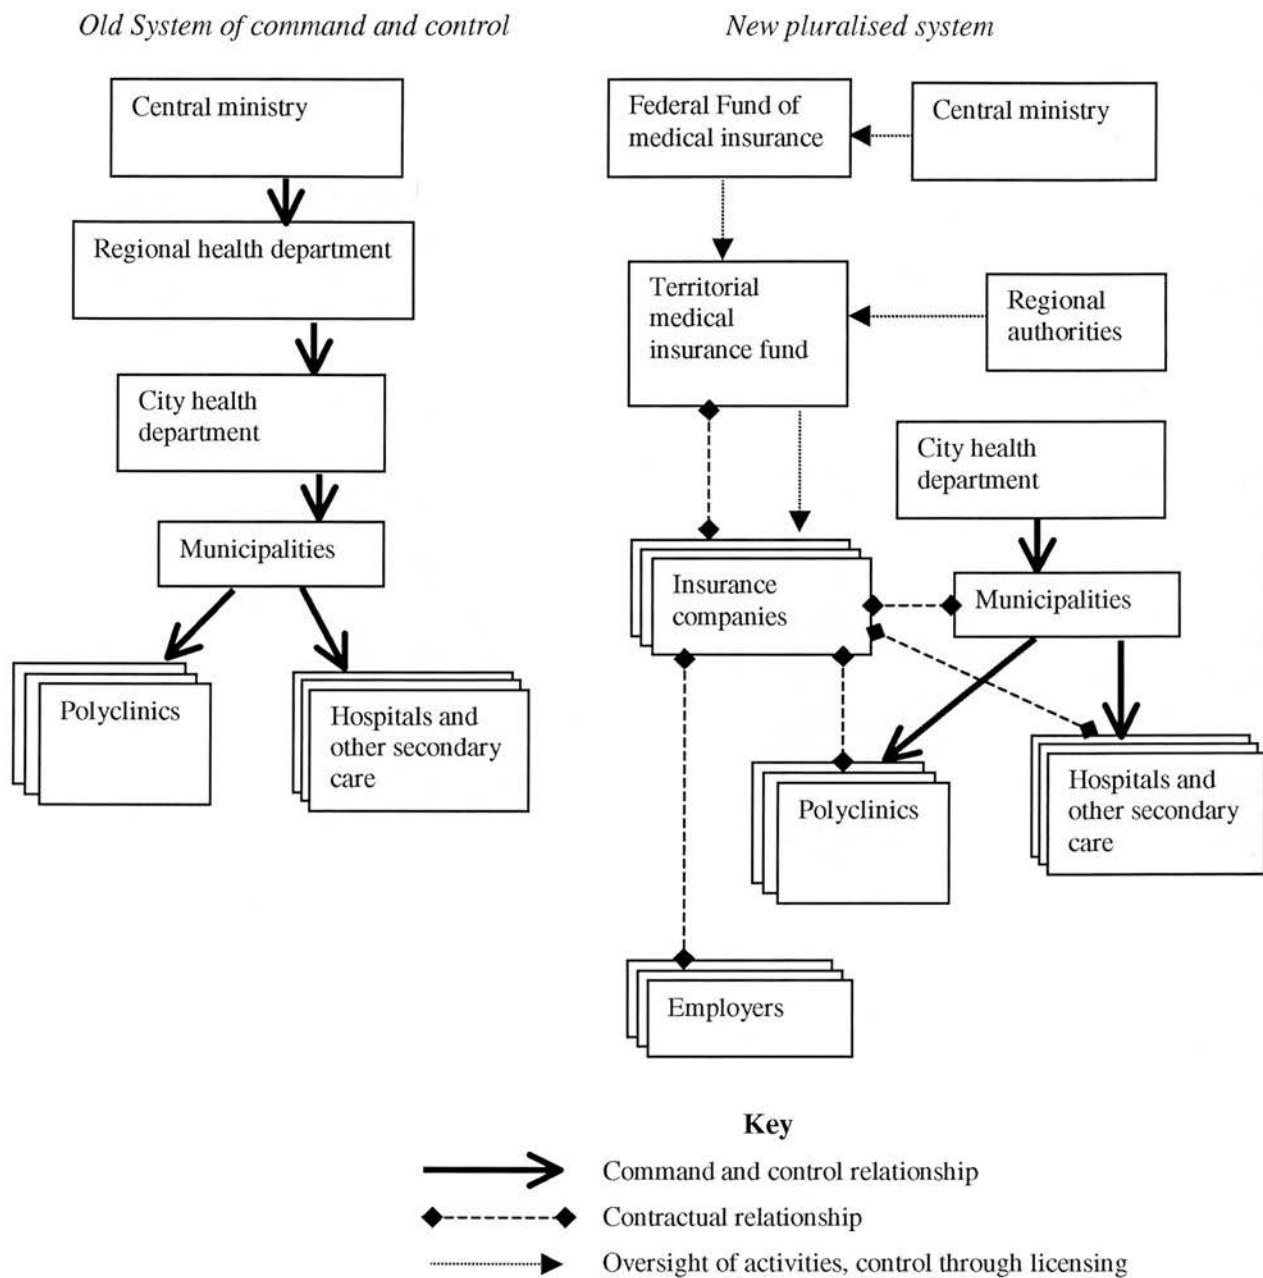 Old System of command and control
New pluralised system
Central ministry
Regional health department
City health
department
Municipalities
Polyclinics
Hospitals and
other secondary
care
Federal Fund of
medical insurance
Central ministry
Territorial
medical
insurance fund
Regional
authorities
City health
department
Insurance
companies
Municipalities
Polyclinics
Hospitals and
other secondary
care
Employers
Key
Command and control relationship
Contractual relationship
Oversight of activities, control through licensing